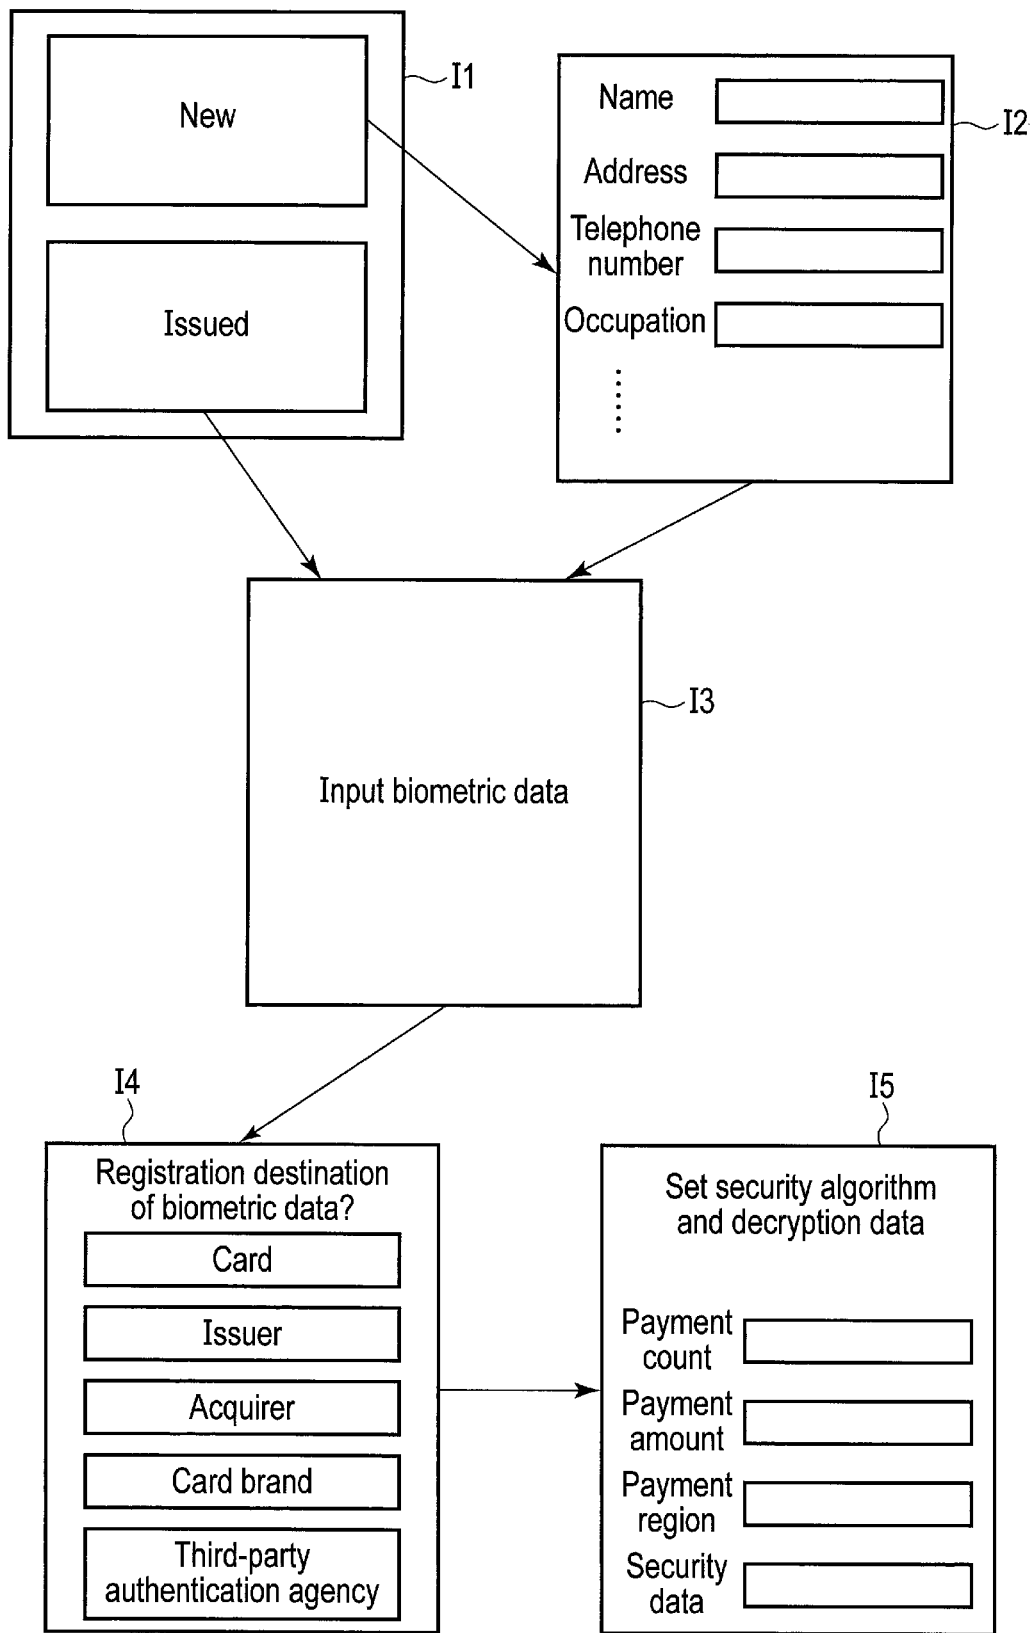 New
I1
Issued
Name
I2
Address
Telephone
number
Occupation
I3
Input biometric data
I4
Registration destination
of biometric data?
Card
Issuer
Acquirer
Card brand
Third-party
authentication agency
I5
Set security algorithm
and decryption data
Payment
count
Payment
amount
Payment
region
Security
data